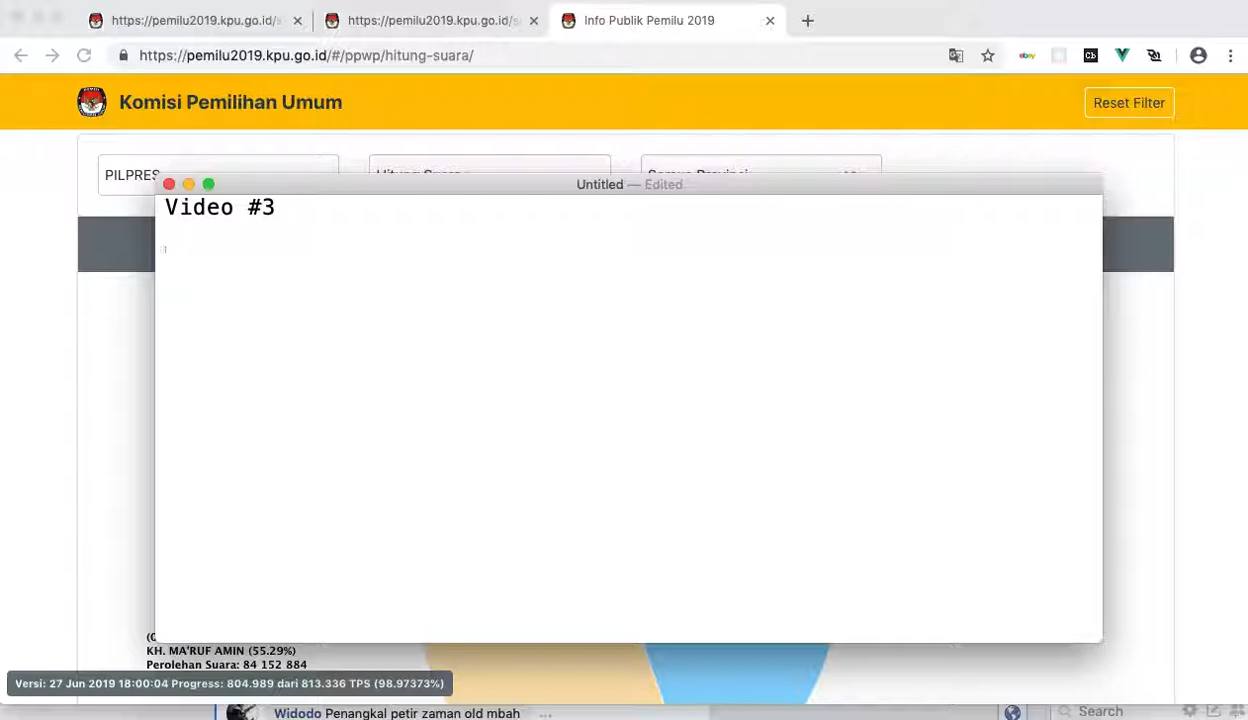 https://pemilu2019.kpu.go.id/
https://pemilu2019.kpu.go.id/
Info Publik Pemilu 2019
https://pemilu2019.kpu.go.id/#/ppwp/hitung-suara/
ebay
Cb
Komisi Pemilihan Umum
Reset Filter
PILPRES
Untitled — Edited
Video #3
KH. MA'RUF AMIN (55.29%)
Perolehan Suara: 84 152 884
Versi: 27 Jun 2019 18:00:04 Progress: 804.989 dari 813.336 TPS (98.97373%)
Widodo Penangkal petir zaman old mbah
Search